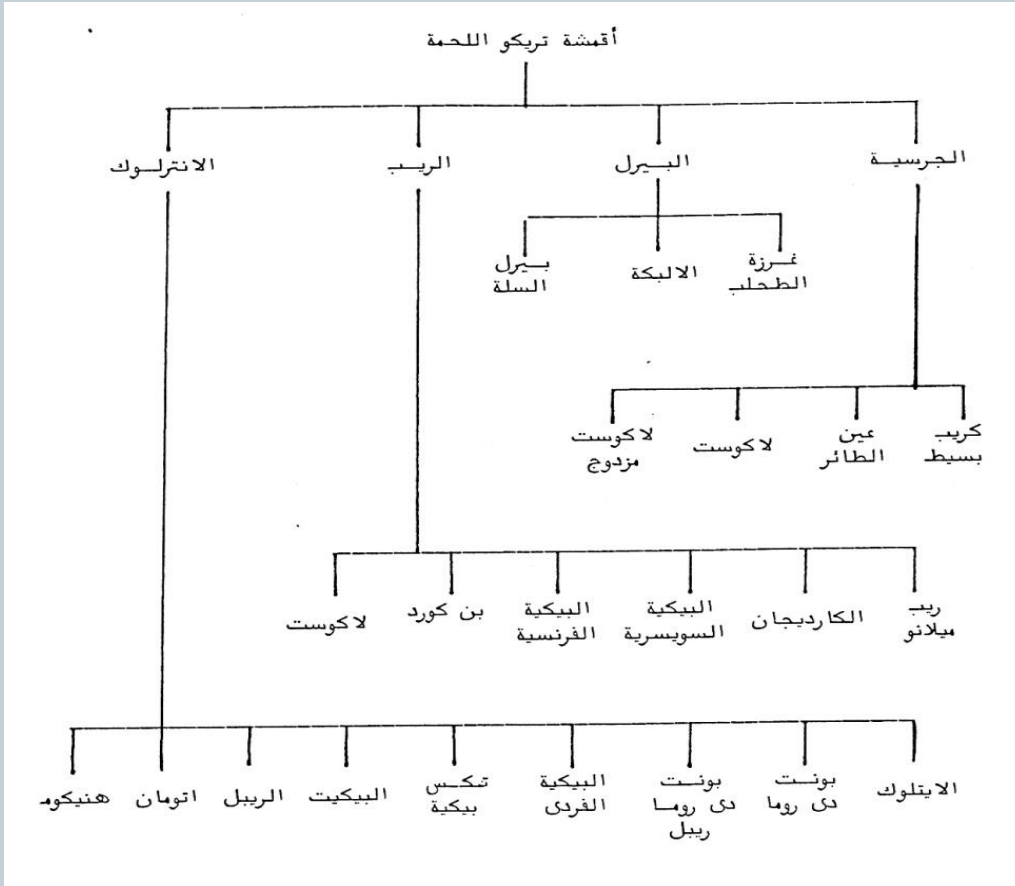 أقمشة تريكو اللحمة
الجرسية
البيرل
الريب
الانترلوك
غرزة
الطحلب
الالبكة
بيرل
السلة
كريب
بسيط
عين
الطائر
لاكوست
لاكوست
مزدوج
ريب
ميلانو
الكارديجان
البيكية
السويسرية
البيكية
الفرنسية
بن كورد
لاكوست
الايتلوك
بونت
دى روما
بونت
دى روما
ريبل
البيكية
الفردى
تكس
بيكية
البيكيت
الريبل
اتومان
هنيكوم